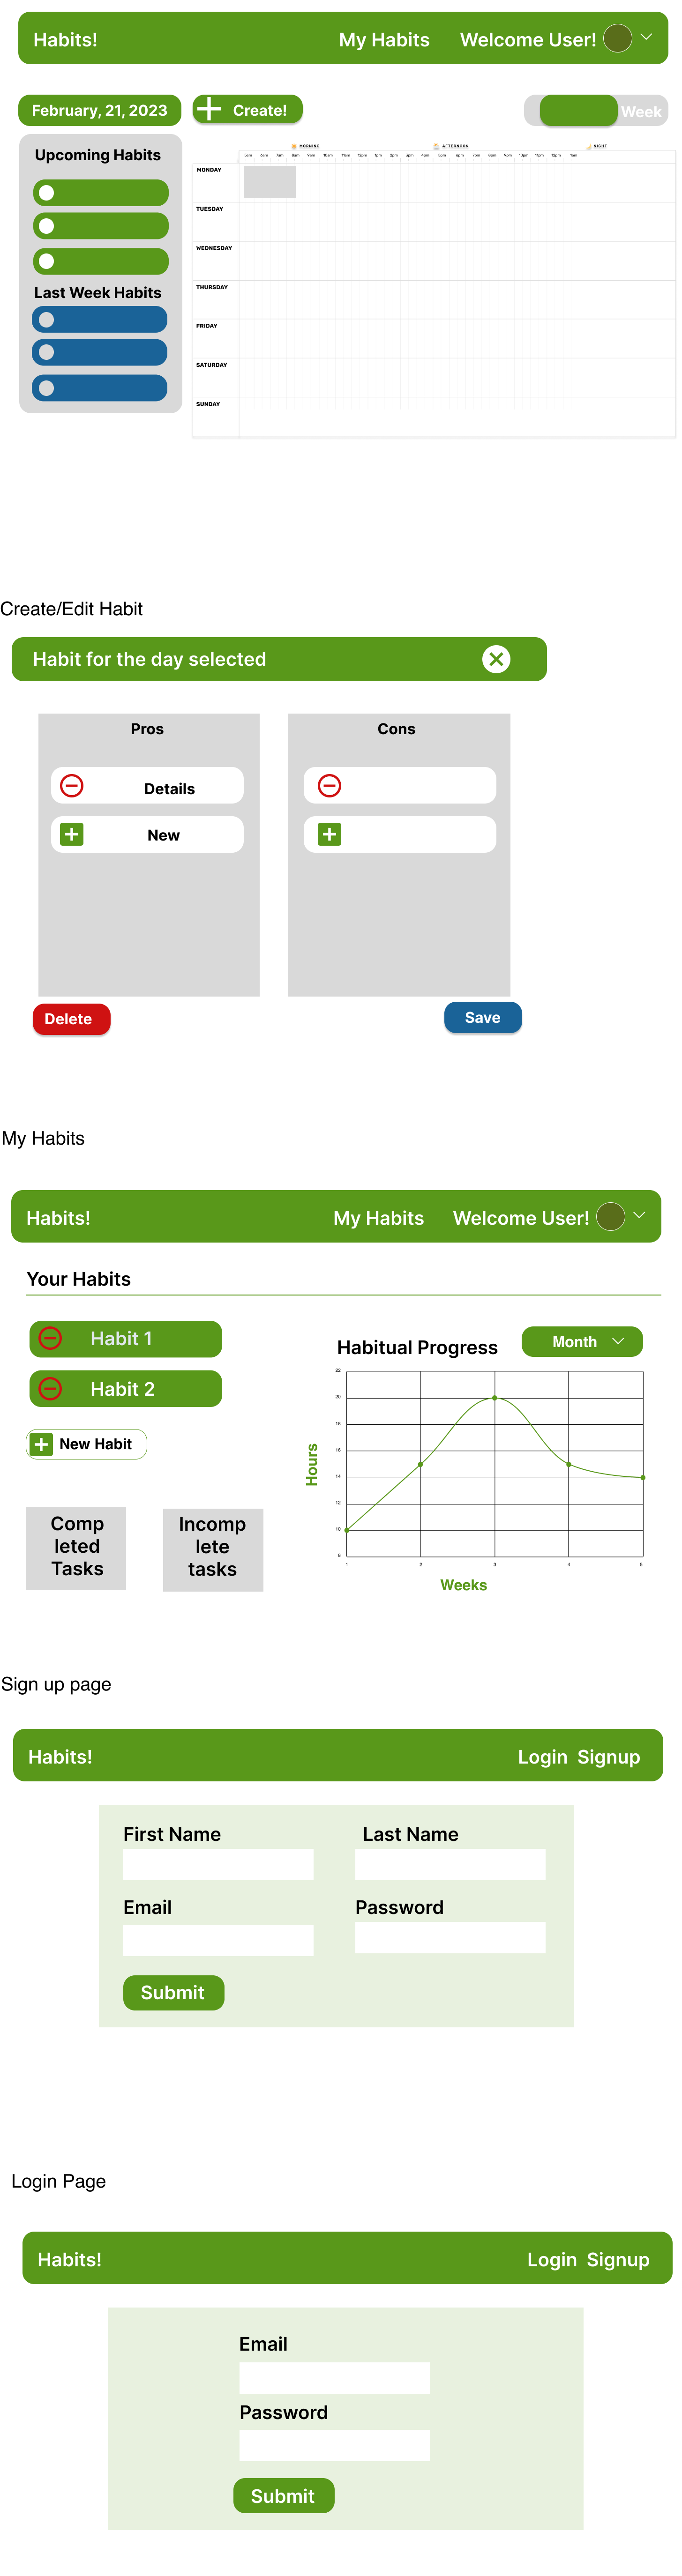 Habits! My Habits Welcome User!
February, 21, 2023 Create! Week
Upcoming Habits
Last Week Habits
MORNING AFTERNOON NIGHT
5am 6am 7am 8am 9am 10am 11am 12pm 1pm 2pm 3pm 4pm 5pm 6pm 7pm 8pm 9pm 10pm 11pm 12pm 1am
MONDAY
TUESDAY
WEDNESDAY
THURSDAY
FRIDAY
SATURDAY
SUNDAY
Create/Edit Habit
Habit for the day selected
Pros
Details
New
Cons
Delete
Save
My Habits
Habits! My Habits Welcome User!
Your Habits
Habit 1
Habit 2
New Habit
Comp
leted
Tasks
Incomp
lete
tasks
Habitual Progress
Month
22
20
18
16
14
12
10
8
Hours
1 2 3 4 5
Weeks
Sign up page
Habits! Login Signup
First Name
Last Name
Email
Password
Submit
Login Page
Habits! Login Signup
Email
Password
Submit